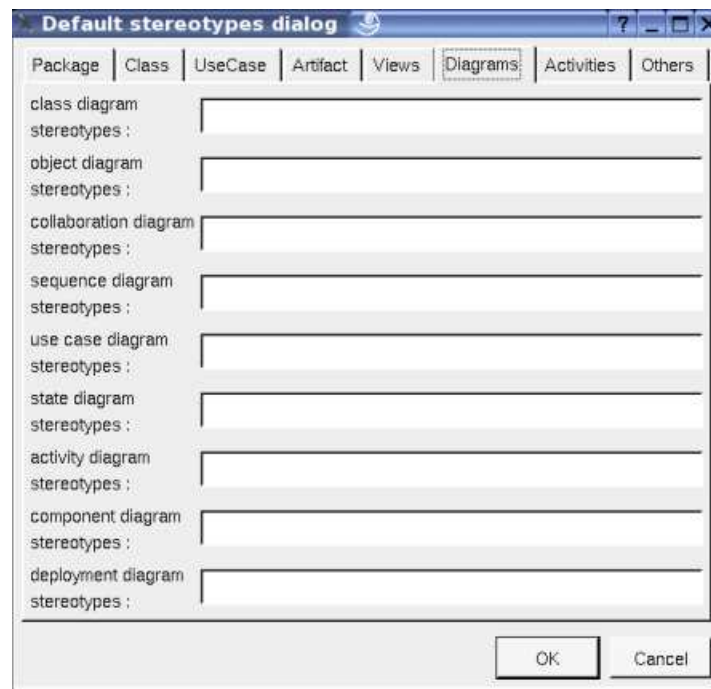 Default stereotypes dialog
Package Class UseCase Artifact Views Diagrams Activities Others
class diagram
stereotypes :
object diagram
stereotypes :
collaboration diagram
stereotypes :
sequence diagram
stereotypes :
use case diagram
stereotypes :
state diagram
stereotypes :
activity diagram
stereotypes :
component diagram
stereotypes :
deployment diagram
stereotypes :
OK Cancel